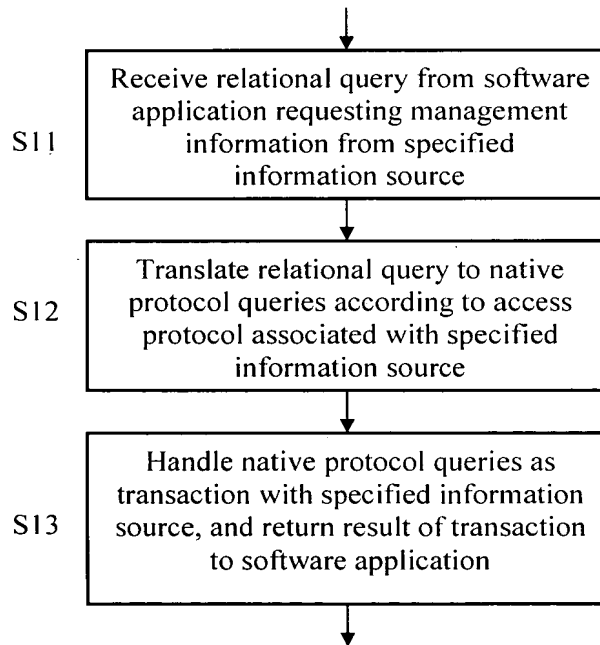 Receive relational query from software
application requesting management
S11
information from specified
information source
Translate relational query to native
S12
protocol queries according to access
protocol associated with specified
information source
Handle native protocol queries as
transaction with specified information
S13
source, and return result of transaction
to software application